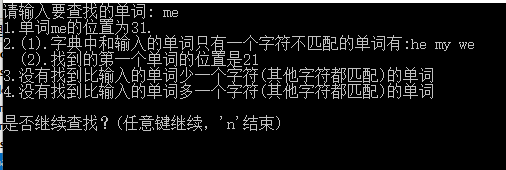 请输入要查找的单词: me
1.单词me的位置为31.
2.(1).字典中和输入的单词只有一个字符不匹配的单词有:he my we
(2).找到的第一个单词的位置是21
3.没有找到比输入的单词少一个字符(其他字符都匹配)的单词
4.没有找到比输入的单词多一个字符(其他字符都匹配)的单词
是否继续查找？(任意键继续，'n'结束)